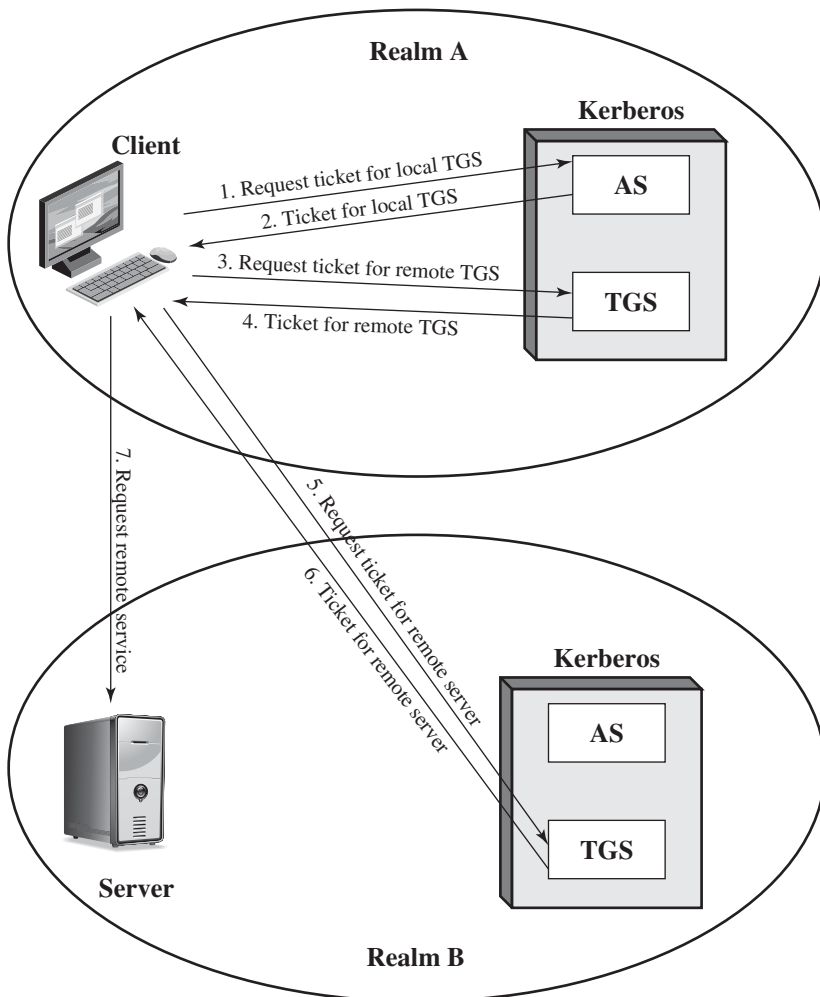 Realm A
Kerberos
Client
AS
1. Request ticket for local TGS
2. Ticket for local TGS
3. Request ticket for remote TGS
TGS
4. Ticket for remote TGS
7. Request remote service
5. Request ticket for remote server
6. Ticket for remote server
Kerberos
AS
TGS
Server
Realm B